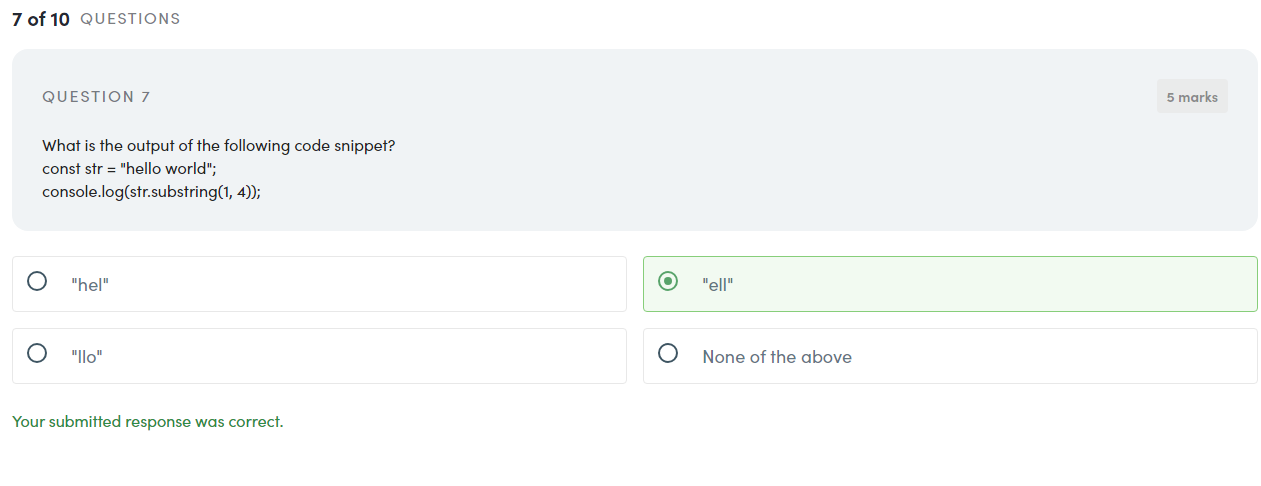 7 of 10 QUESTIONS
QUESTION 7
5 marks
What is the output of the following code snippet?
const str = "hello world";
console.log(str.substring(1, 4));
"hel"
"ell"
"llo"
None of the above
Your submitted response was correct.